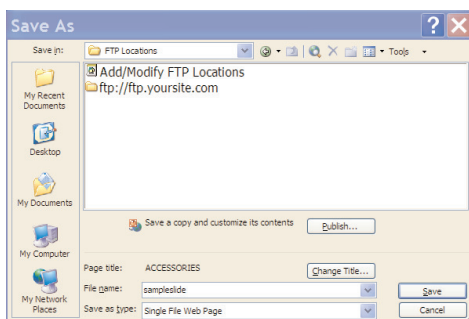 Save As
Save in:
FTP Locations
Tools
Add/Modify FTP Locations
ftp://ftp.yoursite.com
My Recent
Documents
Desktop
My Documents
My Computer
My Network
Places
Save a copy and customize its contents
Publish...
Page title:
ACCESSORIES
Change Title...
File name:
sampleslide
Save
Save as type:
Single File Web Page
Cancel